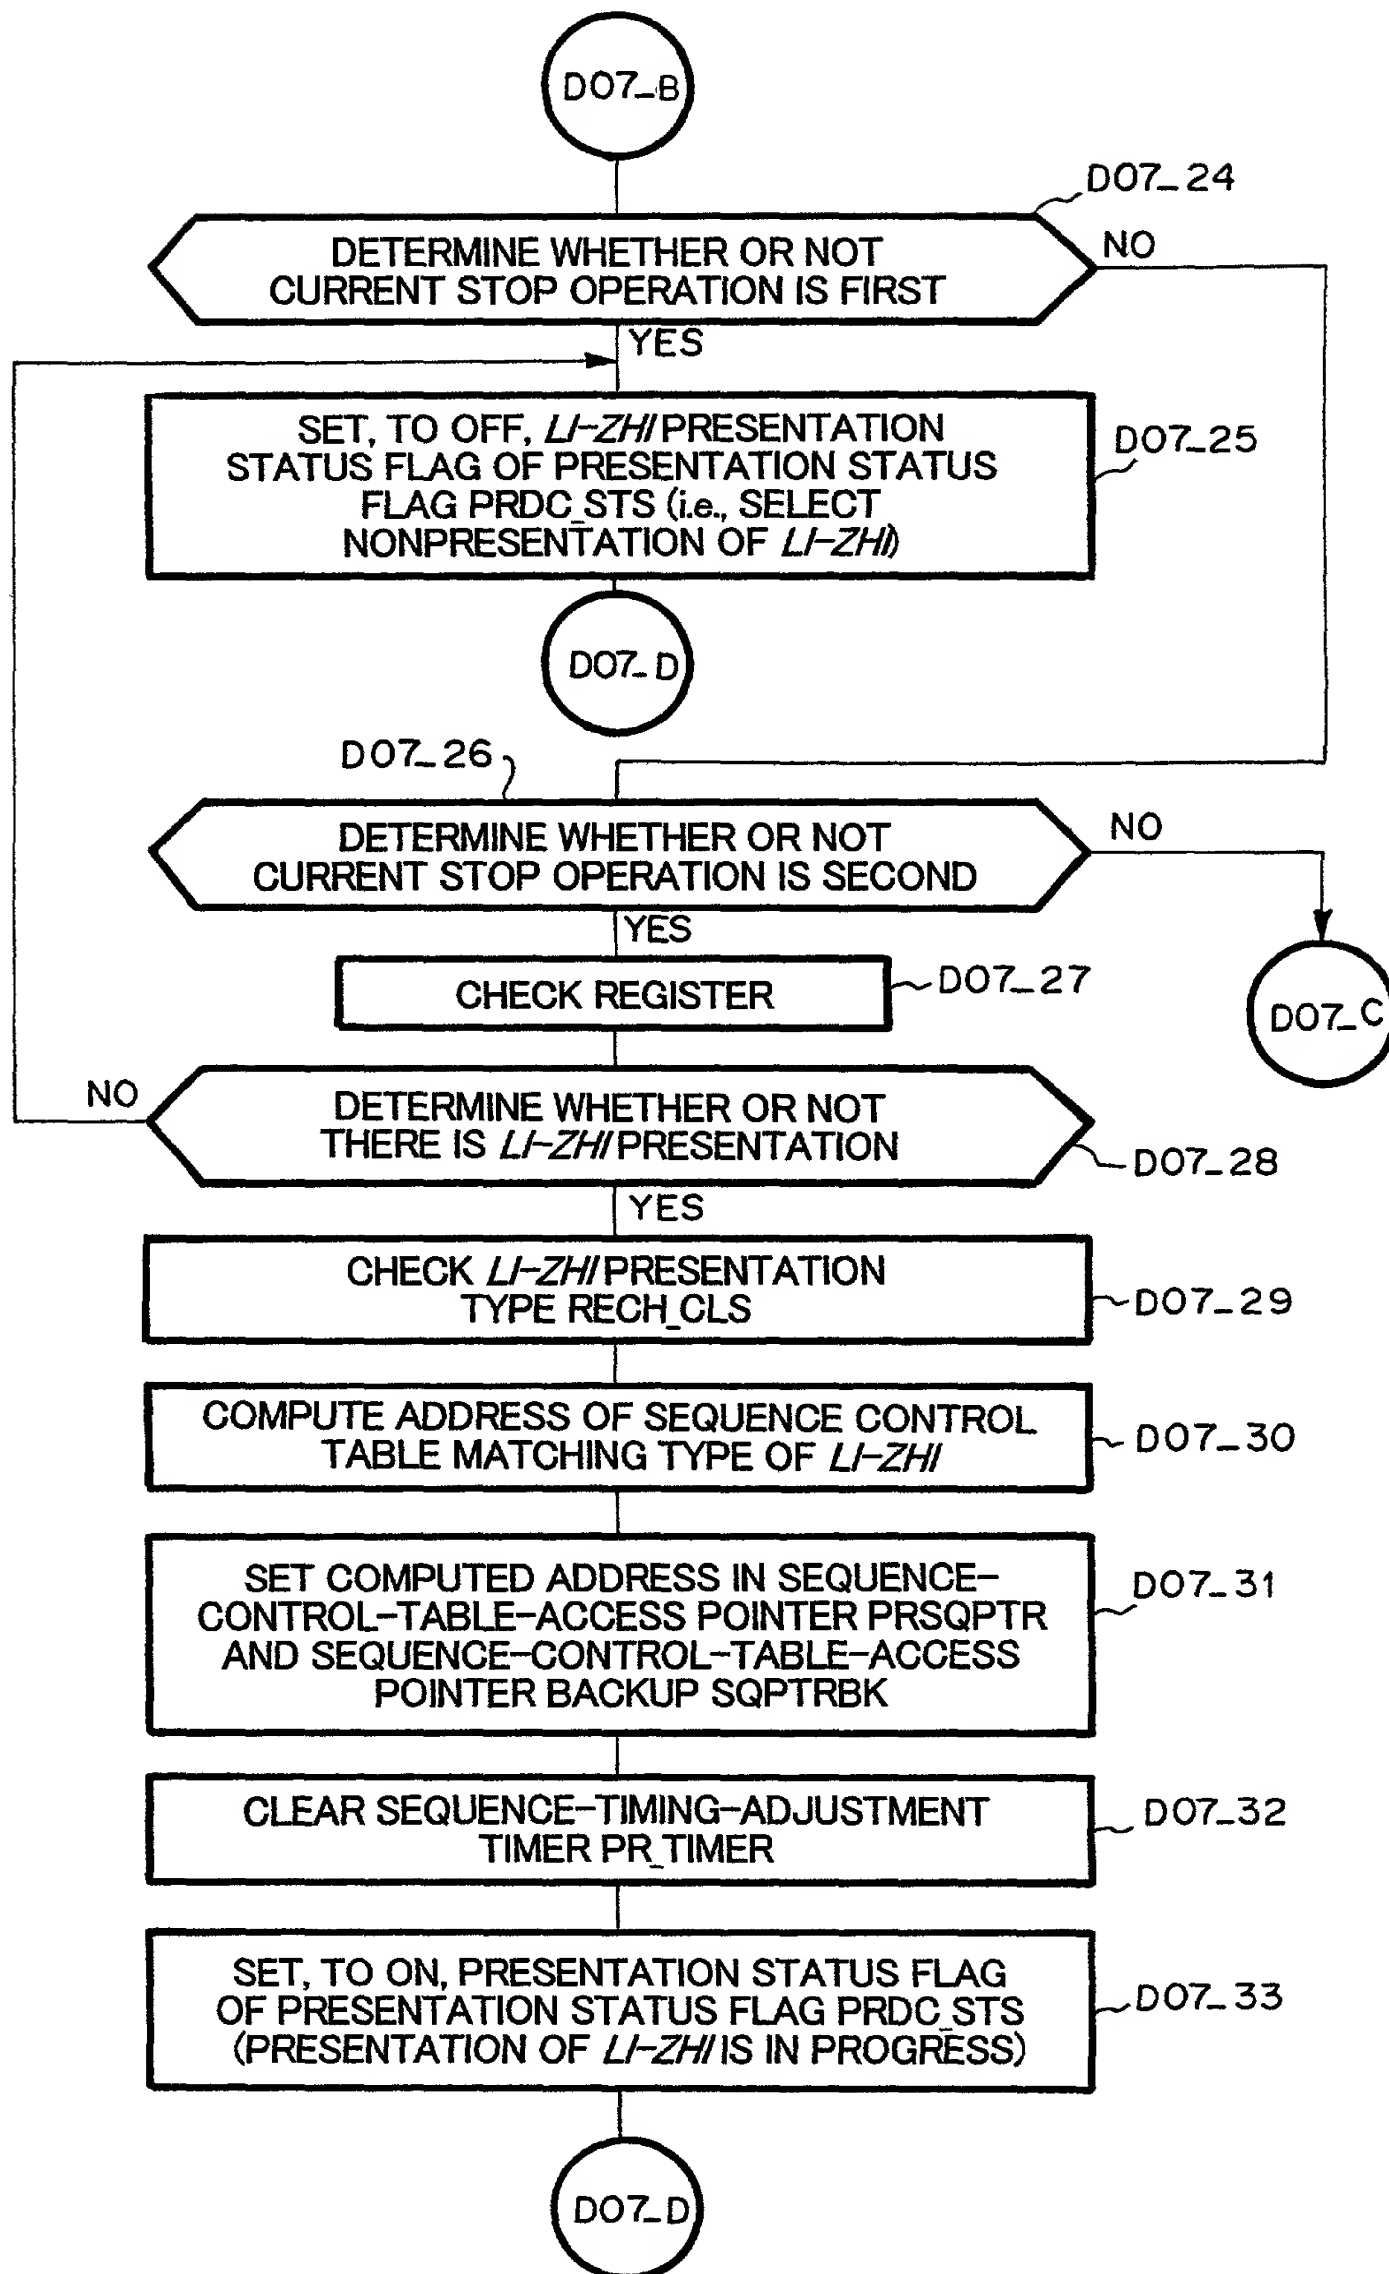 D07_B
D07_24
DETERMINE WHETHER OR NOT
CURRENT STOP OPERATION IS FIRST
NO
YES
SET, TO OFF, LI-ZHI PRESENTATION
STATUS FLAG OF PRESENTATION STATUS
FLAG PRDC_STS (i.e., SELECT
NONPRESENTATION OF LI-ZHI)
D07_25
D07_D
D07_26
DETERMINE WHETHER OR NOT
CURRENT STOP OPERATION IS SECOND
NO
YES
CHECK REGISTER
D07_27
D07_C
NO
DETERMINE WHETHER OR NOT
THERE IS LI-ZHI PRESENTATION
D07_28
YES
CHECK LI-ZHI PRESENTATION
TYPE RECH_CLS
D07_29
COMPUTE ADDRESS OF SEQUENCE CONTROL
TABLE MATCHING TYPE OF LI-ZHI
D07_30
SET COMPUTED ADDRESS IN SEQUENCE-
CONTROL-TABLE-ACCESS POINTER PRSQPTR
AND SEQUENCE-CONTROL-TABLE-ACCESS
POINTER BACKUP SQPTRBK
D07_31
CLEAR SEQUENCE-TIMING-ADJUSTMENT
TIMER PR_TIMER
D07_32
SET, TO ON, PRESENTATION STATUS FLAG
OF PRESENTATION STATUS FLAG PRDC_STS
(PRESENTATION OF LI-ZHI IS IN PROGRESS)
D07_33
D07_D